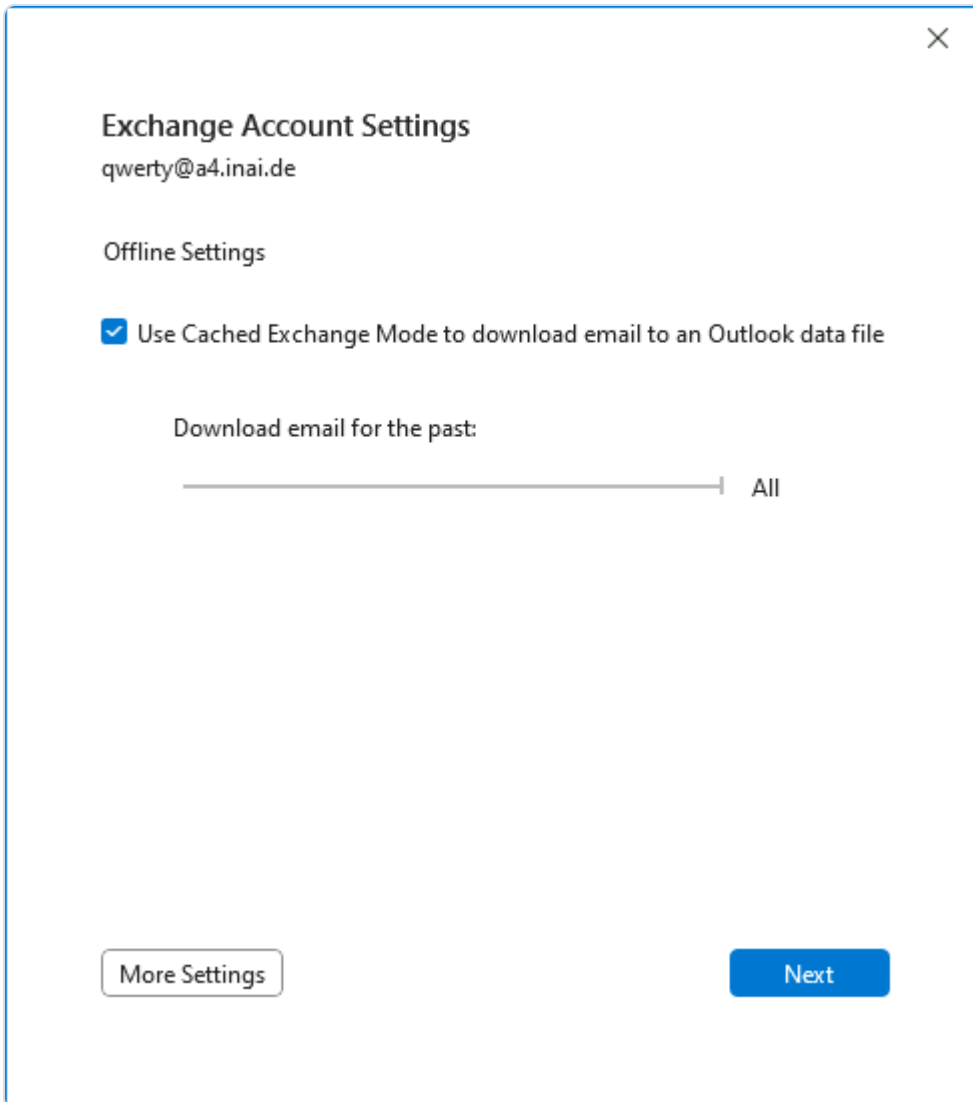 Exchange Account Settings
qwerty@a4.inai.de
Offline Settings
Use Cached Exchange Mode to download email to an Outlook data file
Download email for the past:
All
More Settings
Next